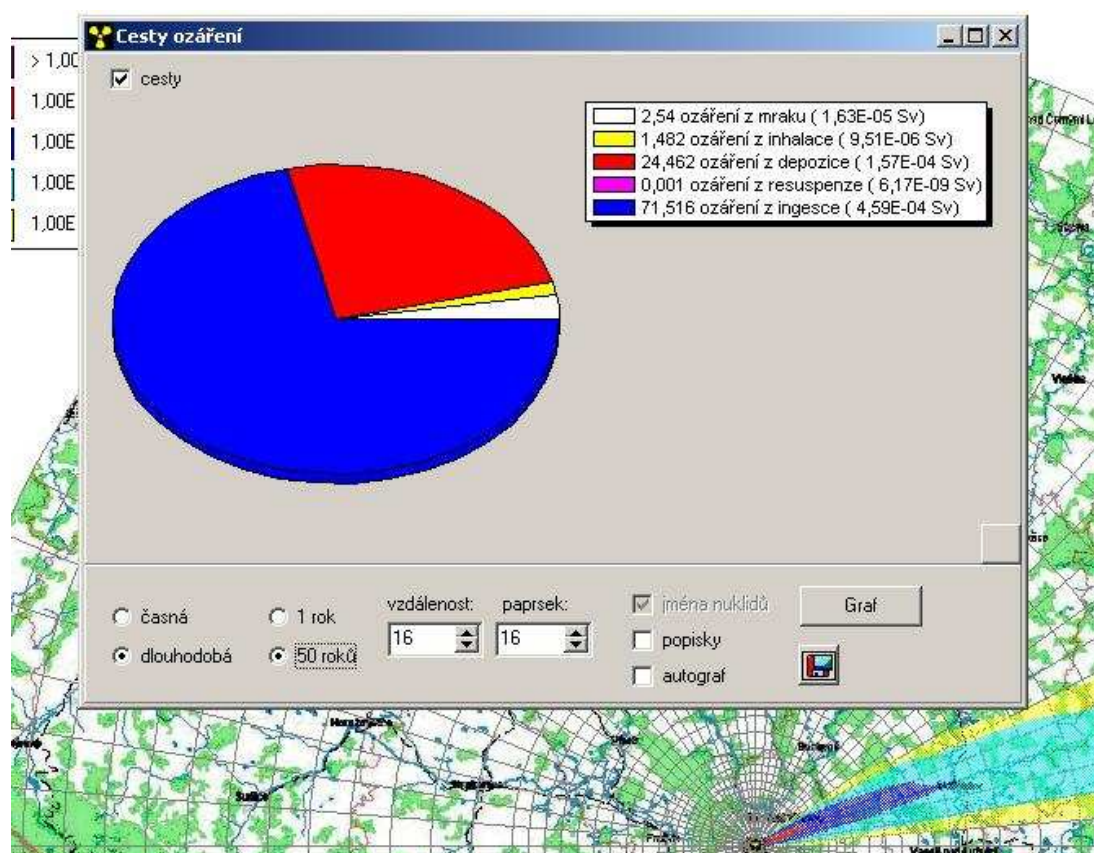 Cesty ozáření
> 1,00
1,00E
1,00E
1,00E
1,00E
cesty
2,54 ozáření z mraku ( 1,63E-05 Sv)
1,482 ozáření z inhalace ( 9,51E-06 Sv)
24,462 ozáření z depozice ( 1,57E-04 Sv)
0,001 ozáření z resuspenze ( 6,17E-09 Sv)
71,516 ozáření z ingesce ( 4,59E-04 Sv)
časná
1 rok
vzdálenost:
paprsek:
jména nuklidů
Graf
dlouhodobá
50 roků
16
16
popisky
autograf